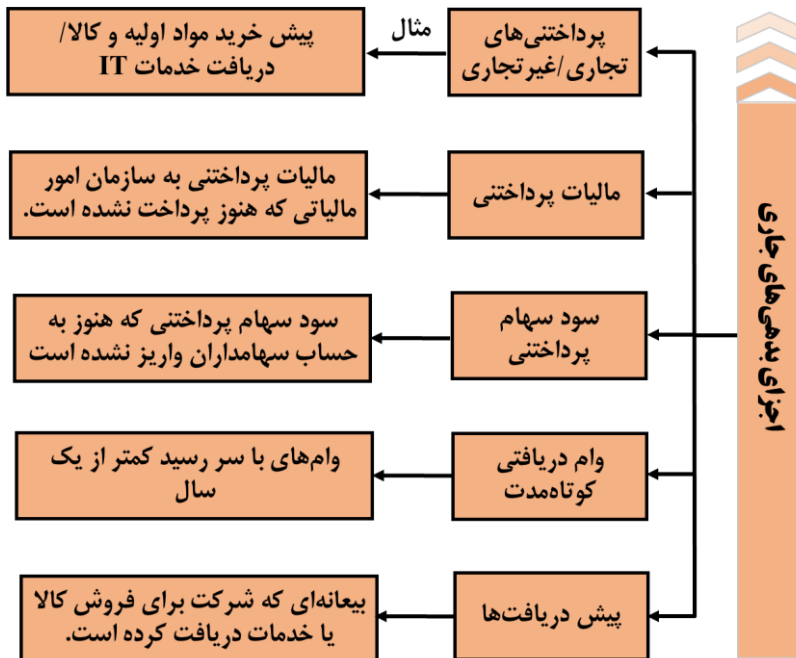 اجزای بدهی‌های جاری
پرداختنی‌های
تجاری/غیرتجاری
مثال
پیش خرید مواد اولیه و کالا/
دریافت خدمات IT
مالیات پرداختنی
مالیات پرداختنی به سازمان امور
مالیاتی که هنوز پرداخت نشده است.
سود سهام
پرداختنی
سود سهام پرداختنی که هنوز به
حساب سهامداران واریز نشده است
وام دریافتی
کوتاه‌مدت
وام‌های با سر رسید کمتر از یک
سال
پیش دریافت‌ها
بیعانه‌ای که شرکت برای فروش کالا
یا خدمات دریافت کرده است.